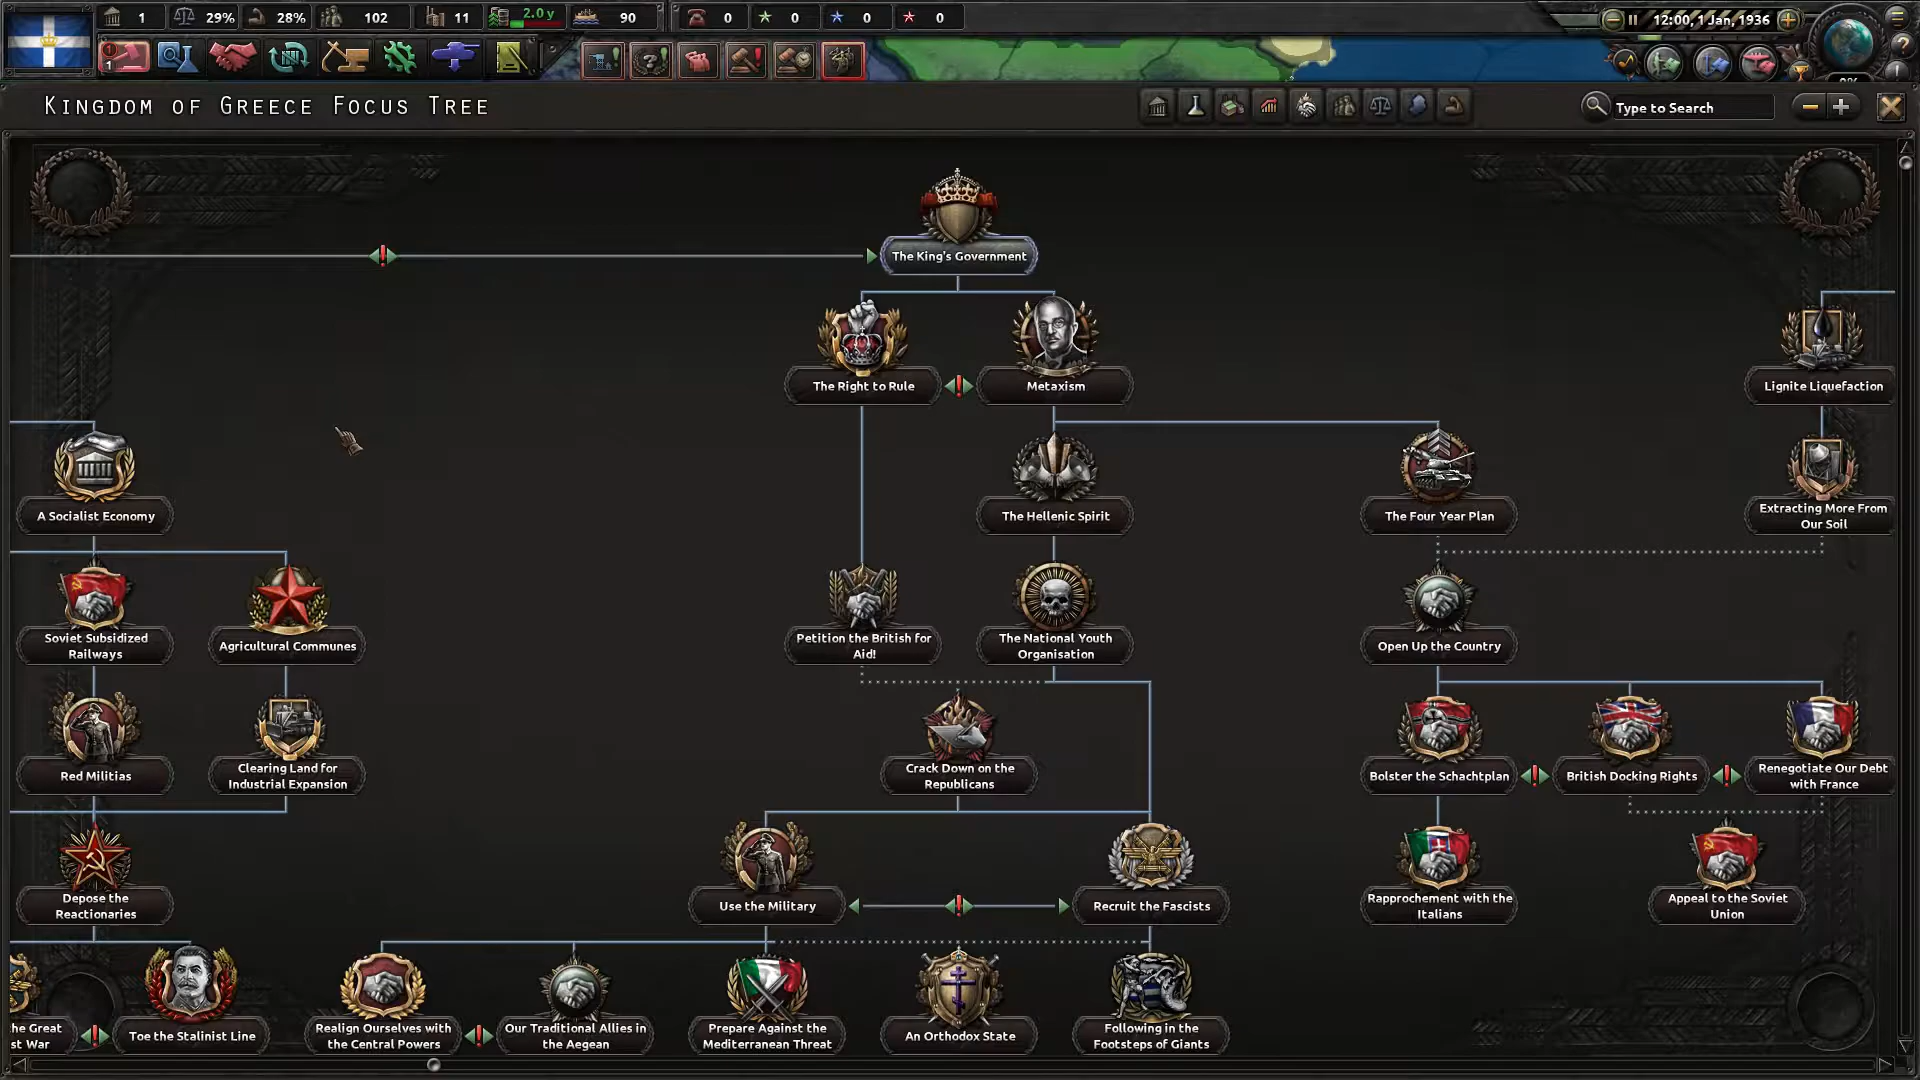 1
29%
28%
102
11
2.0 y
90
0
0
0
0
12:00, 1 Jan, 1936
1
1
0%
Kingdom of Greece Focus Tree
Type to Search
The King's Government
The Right to Rule
Metaxism
Lignite Liquefaction
A Socialist Economy
The Hellenic Spirit
The Four Year Plan
Extracting More From
Our Soil
Soviet Subsidized
Railways
Agricultural Communes
Petition the British for
Aid!
The National Youth
Organisation
Open Up the Country
Red Militias
Clearing Land for
Industrial Expansion
Crack Down on the
Republicans
Bolster the Schachtplan
British Docking Rights
Renegotiate Our Debt
with France
Depose the
Reactionaries
Use the Military
Recruit the Fascists
Rapprochement with the
Italians
Appeal to the Soviet
Union
he Great
st War
Toe the Stalinist Line
Realign Ourselves with
the Central Powers
Our Traditional Allies in
the Aegean
Prepare Against the
Mediterranean Threat
An Orthodox State
Following in the
Footsteps of Giants